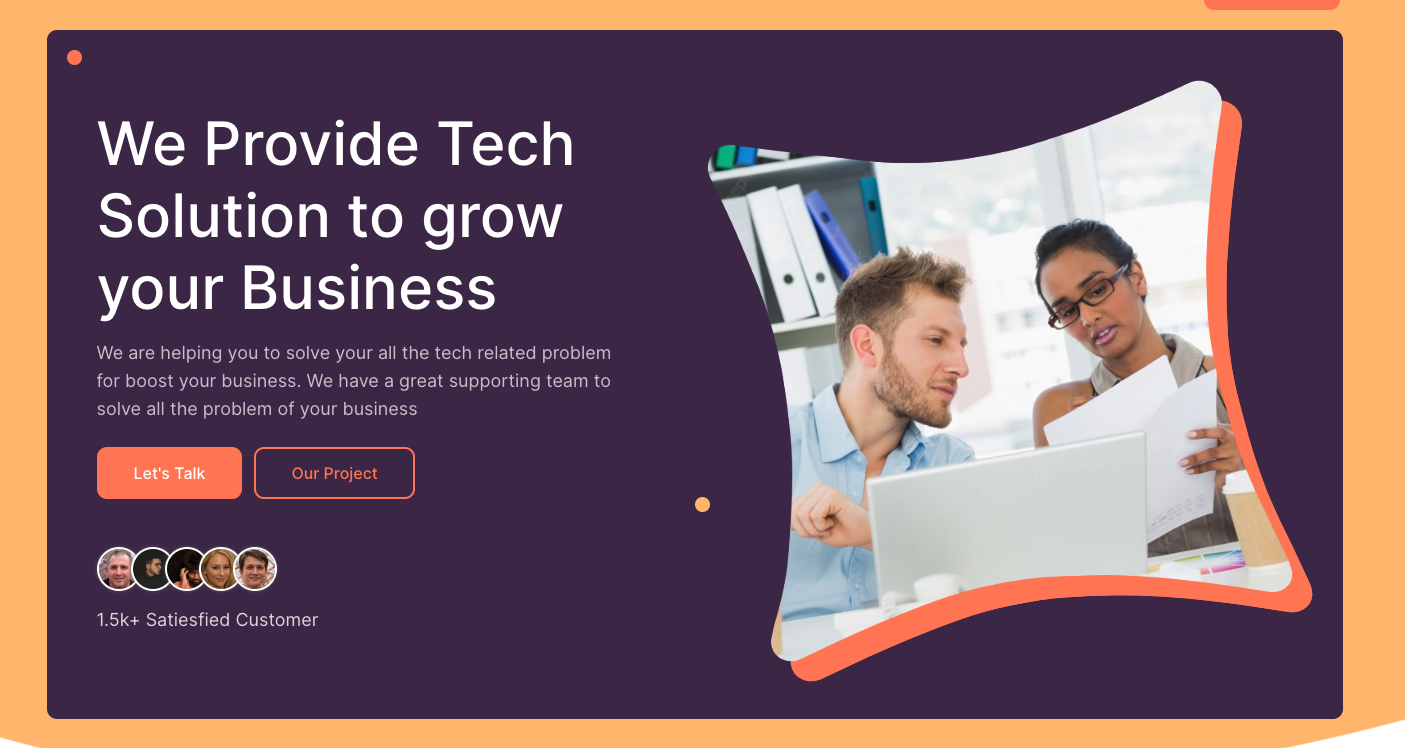 We Provide Tech
Solution to grow
your Business
We are helping you to solve your all the tech related problem
for boost your business. We have a great supporting team to
solve all the problem of your business
Let's Talk
Our Project
1.5k+ Satiesfied Customer